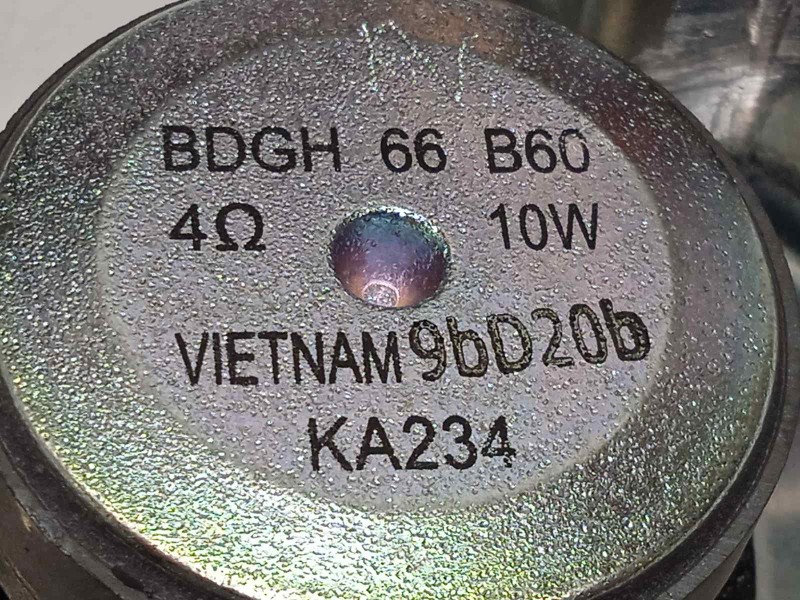 BDGH 66 B60
4Ω 10W
VIETNAM 9bD20b
KA234